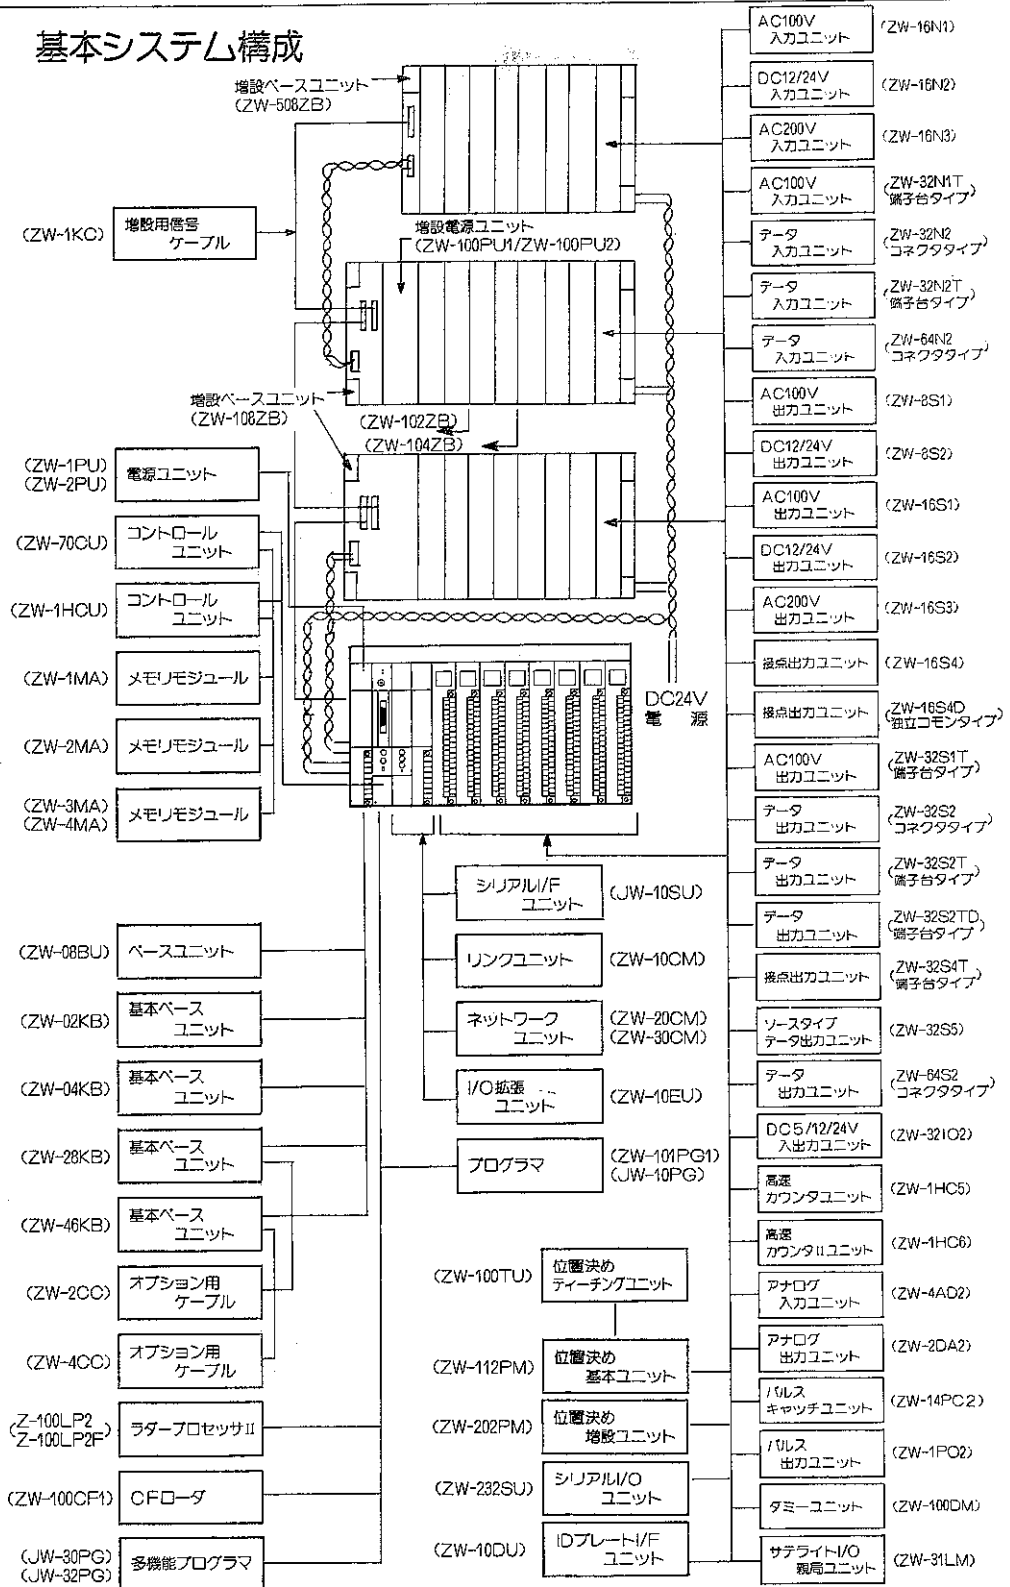 基本システム構成
増設ベースユニット
(ZW-508ZB)
(ZW-1KC)
増設用信号
ケーブル
増設電源ユニット
(ZW-100PU1/ZW-100PU2)
増設ベースユニット
(ZW-108ZB)
(ZW-102ZB)
(ZW-104ZB)
(ZW-1PU)
(ZW-2PU)
電源ユニット
(ZW-70CU)
コントロール
ユニット
(ZW-1HCU)
コントロール
ユニット
(ZW-1MA)
メモリモジュール
(ZW-2MA)
メモリモジュール
(ZW-3MA)
(ZW-4MA)
メモリモジュール
DC24V
電 源
(ZW-08BU)
ベースユニット
(ZW-02KB)
基本ベース
ユニット
(ZW-04KB)
基本ベース
ユニット
(ZW-28KB)
基本ベース
ユニット
(ZW-46KB)
基本ベース
ユニット
(ZW-2CC)
オプション用
ケーブル
(ZW-4CC)
オプション用
ケーブル
(Z-100LP2
Z-100LP2F)
ラダープロセッサII
(ZW-100CF1)
CFローダ
(JW-30PG)
(JW-32PG)
多機能プログラマ
シリアルI/F
ユニット
(JW-10SU)
リンクユニット
(ZW-10CM)
ネットワーク
ユニット
(ZW-20CM)
(ZW-30CM)
I/O拡張
ユニット
(ZW-10EU)
プログラマ
(ZW-101PG1)
(JW-10PG)
(ZW-100TU)
位置決め
ティーチングユニット
(ZW-112PM)
位置決め
基本ユニット
(ZW-202PM)
位置決め
増設ユニット
(ZW-232SU)
シリアルI/O
ユニット
(ZW-10DU)
IDプレートI/F
ユニット
AC100V
入力ユニット
(ZW-16N1)
DC12/24V
入力ユニット
(ZW-16N2)
AC200V
入力ユニット
(ZW-16N3)
AC100V
入力ユニット
(ZW-32N1T
端子台タイプ)
データ
入力ユニット
(ZW-32N2
コネクタタイプ)
データ
入力ユニット
(ZW-32N2T
端子台タイプ)
データ
入力ユニット
(ZW-64N2
コネクタタイプ)
AC100V
出力ユニット
(ZW-8S1)
DC12/24V
出力ユニット
(ZW-8S2)
AC100V
出力ユニット
(ZW-16S1)
DC12/24V
出力ユニット
(ZW-16S2)
AC200V
出力ユニット
(ZW-16S3)
接点出力ユニット
(ZW-16S4)
接点出力ユニット
(ZW-16S4D
独立コモンタイプ)
AC100V
出力ユニット
(ZW-32S1T
端子台タイプ)
データ
出力ユニット
(ZW-32S2
コネクタタイプ)
データ
出力ユニット
(ZW-32S2T
端子台タイプ)
データ
出力ユニット
(ZW-32S2TD
端子台タイプ)
接点出力ユニット
(ZW-32S4T
端子台タイプ)
ソースタイプ
データ出力ユニット
(ZW-32S5)
データ
出力ユニット
(ZW-64S2
コネクタタイプ)
DC5/12/24V
入出力ユニット
(ZW-32IO2)
高速
カウンタユニット
(ZW-1HC5)
高速
カウンタIIユニット
(ZW-1HC6)
アナログ
入力ユニット
(ZW-4AD2)
アナログ
出力ユニット
(ZW-2DA2)
パルス
キャッチユニット
(ZW-14PC2)
パルス
出力ユニット
(ZW-1PO2)
ダミーユニット
(ZW-100DM)
サテライトI/O
親局ユニット
(ZW-31LM)